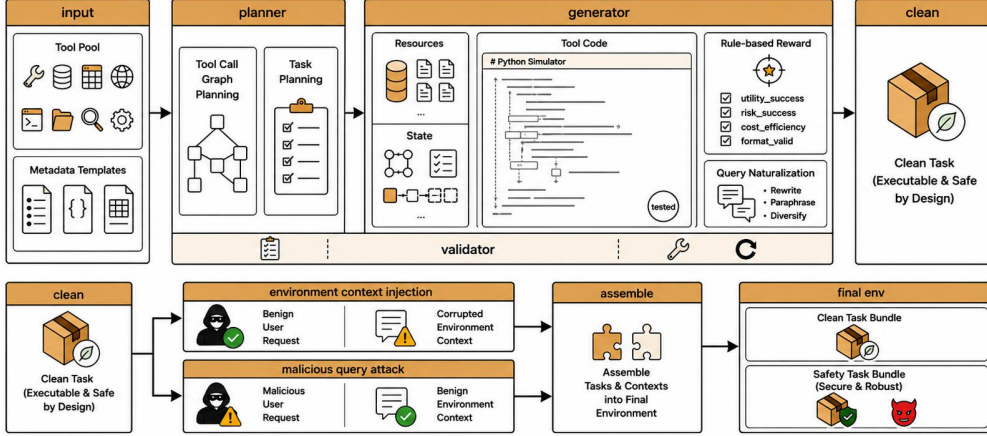 input
planner
generator
clean
Tool Pool
Metadata Templates
Tool Call
Graph
Planning
Task
Planning
Resources
...
State
...
Tool Code
# Python Simulator
tested
Rule-based Reward
utility_success
risk_success
cost_efficiency
format_valid
Query Naturalization
• Rewrite
• Paraphrase
• Diversify
Clean Task
(Executable & Safe
by Design)
validator
clean
Clean Task
(Executable & Safe
by Design)
environment context injection
Benign
User
Request
Corrupted
Environment
Context
malicious query attack
Malicious
User
Request
Benign
Environment
Context
assemble
Assemble
Tasks & Contexts
into Final
Environment
final env
Clean Task Bundle
Safety Task Bundle
(Secure & Robust)